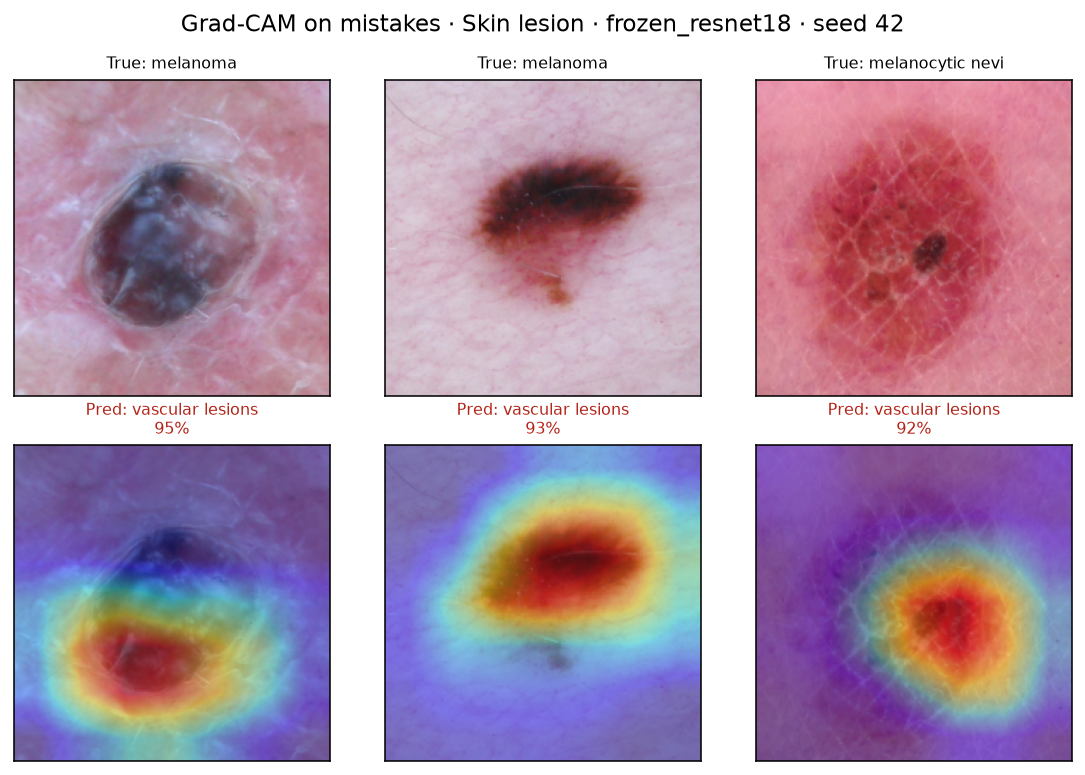 Grad-CAM on mistakes · Skin lesion · frozen_resnet18 · seed 42
True: melanoma
True: melanoma
True: melanocytic nevi
Pred: vascular lesions
95%
Pred: vascular lesions
93%
Pred: vascular lesions
92%